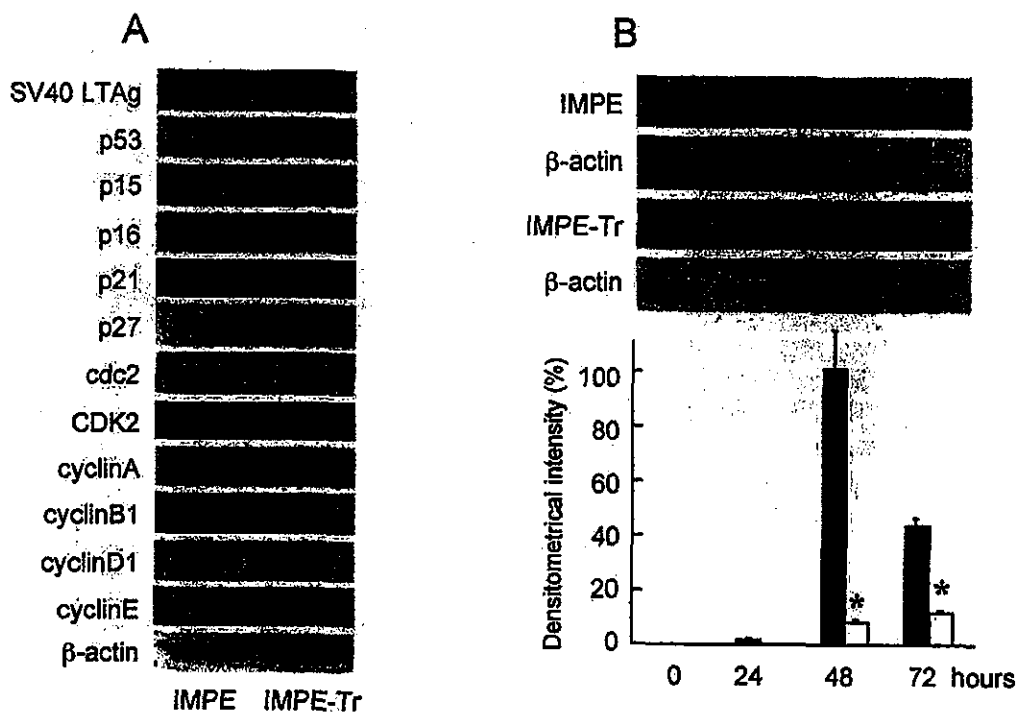 A
SV40 LTAg
p53
p15
p16
p21
p27
cdc2
CDK2
cyclinA
cyclinB1
cyclinD1
cyclinE
β-actin
IMPE IMPE-Tr
B
IMPE
β-actin
IMPE-Tr
β-actin
Densitometrical intensity (%)
100
80
60
40
20
0
* *
0 24 48 72 hours